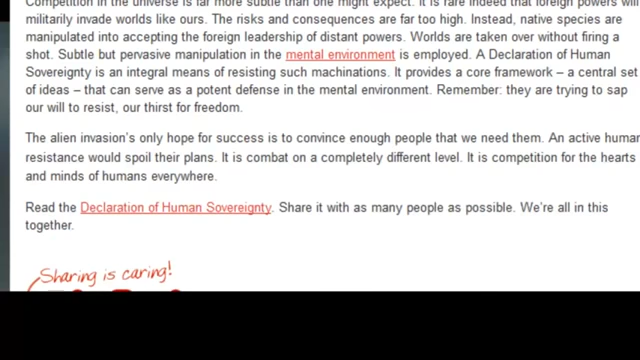 Competition in the universe is far more subtle than one might expect. It is rare indeed that foreign powers will
militarily invade worlds like ours. The risks and consequences are far too high. Instead, native species are
manipulated into accepting the foreign leadership of distant powers. Worlds are taken over without firing a
shot. Subtle but pervasive manipulation in the mental environment is employed. A Declaration of Human
Sovereignty is an integral means of resisting such machinations. It provides a core framework – a central set
of ideas – that can serve as a potent defense in the mental environment. Remember: they are trying to sap
our will to resist, our thirst for freedom.
The alien invasion's only hope for success is to convince enough people that we need them. An active human
resistance would spoil their plans. It is combat on a completely different level. It is competition for the hearts
and minds of humans everywhere.
Read the Declaration of Human Sovereignty. Share it with as many people as possible. We're all in this
together.
Sharing is caring!